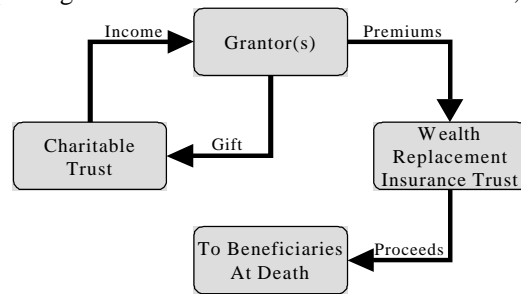 Income
Grantor(s)
Premiums
Charitable
Trust
Gift
Wealth
Replacement
Insurance Trust
To Beneficiaries
At Death
Proceeds